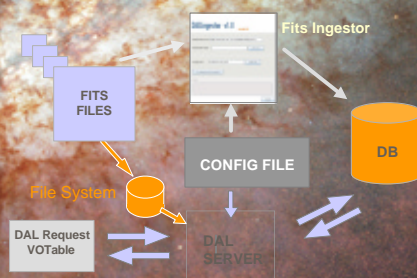 Fits Ingestor
FITS
FILES
DB
CONFIG FILE
File System
DAL Request
VOTable
DAL
SERVER